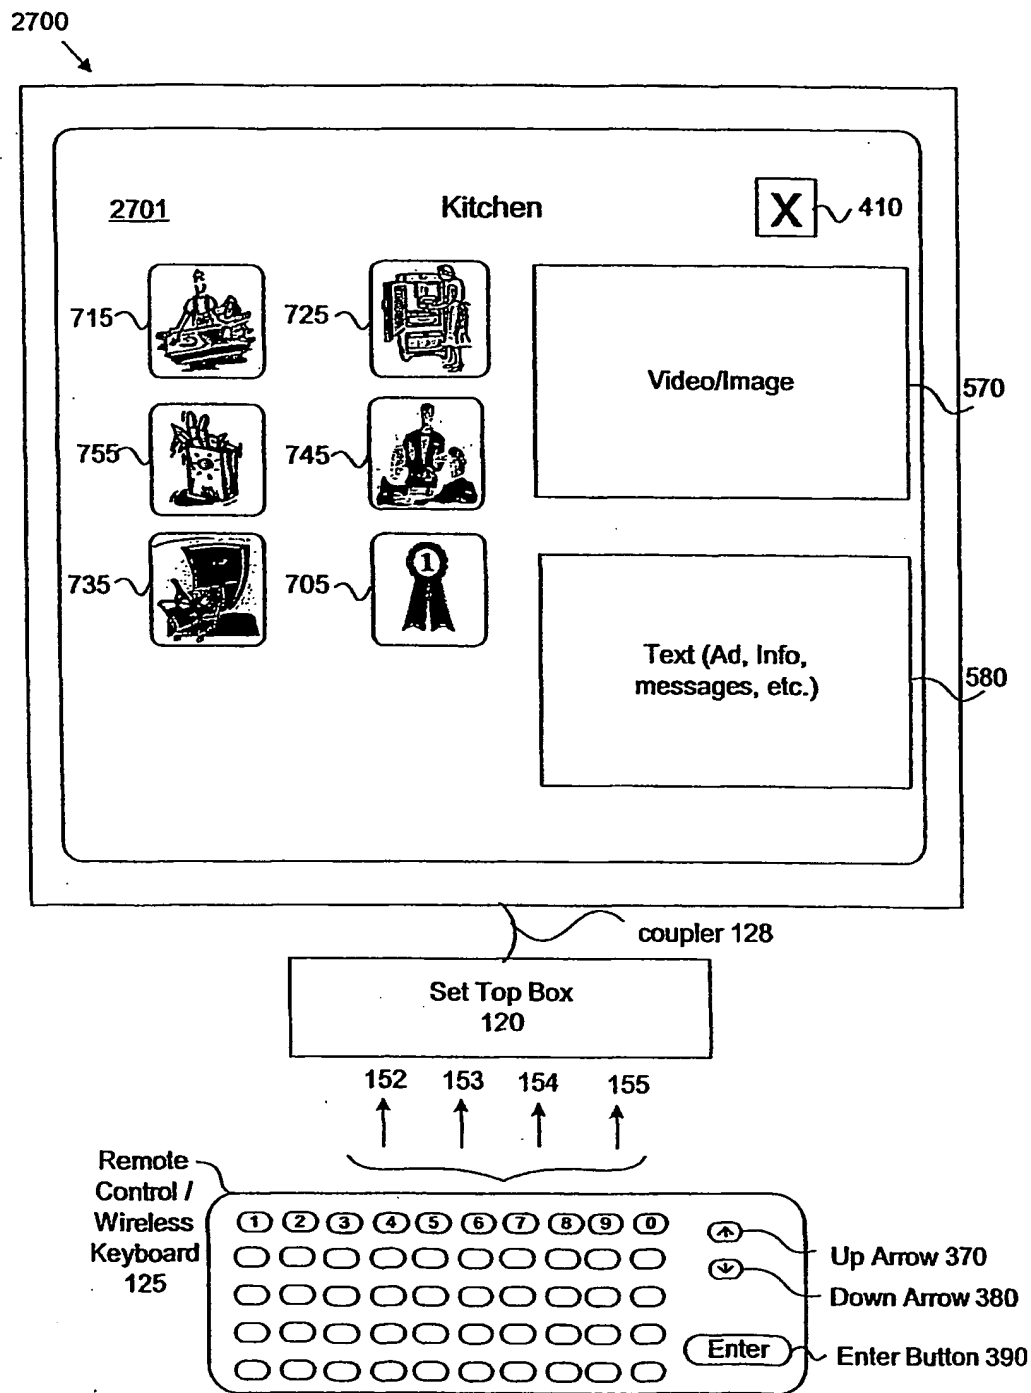 2700
2701
Kitchen
X
410
715
725
Video/Image
570
755
745
735
705
1
Text (Ad, Info,
messages, etc.)
580
coupler 128
Set Top Box
120
152 153 154 155
Remote
Control /
Wireless
Keyboard
125
1 2 3 4 5 6 7 8 9 0
Up Arrow 370
Down Arrow 380
Enter
Enter Button 390